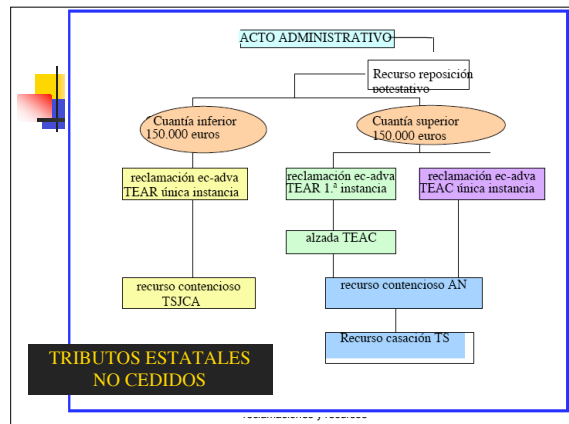 ACTO ADMINISTRATIVO
Recurso reposición
potestativo
Cuantía inferior
150.000 euros
Cuantía superior
150.000 euros
reclamación ec-adva
TEAR única instancia
reclamación ec-adva
TEAR 1.ª instancia
reclamación ec-adva
TEAC única instancia
alzada TEAC
recurso contencioso
TSJCA
recurso contencioso AN
Recurso casación TS
TRIBUTOS ESTATALES
NO CEDIDOS
reclamaciones y recursos